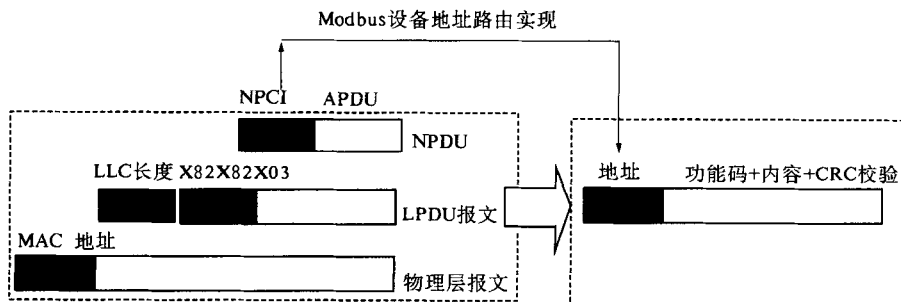 Modbus设备地址路由实现
NPCI APDU
NPDU
LLC长度 X82X82X03
LPDU报文
MAC 地址
物理层报文
地址 功能码+内容+CRC校验